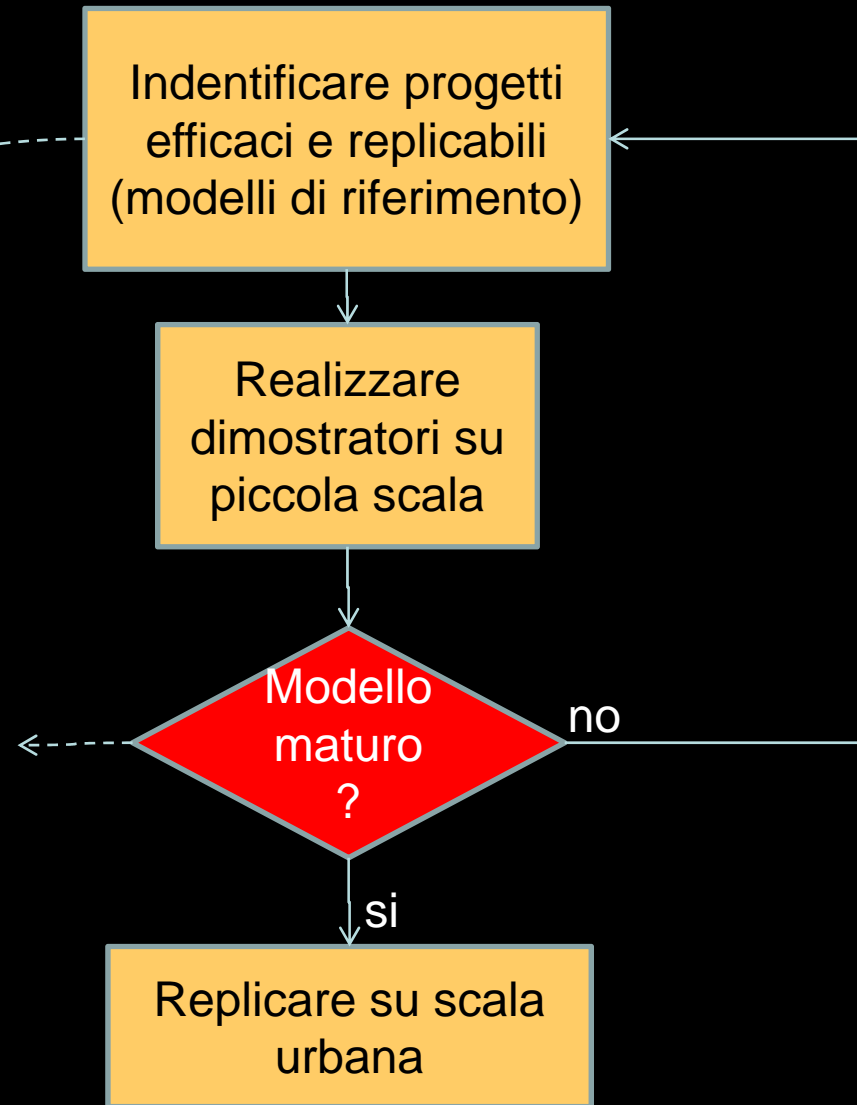 Indentificare progetti
efficaci e replicabili
(modelli di riferimento)
Realizzare
dimostratori su
piccola scala
Modello
maturo
?
no
si
Replicare su scala
urbana